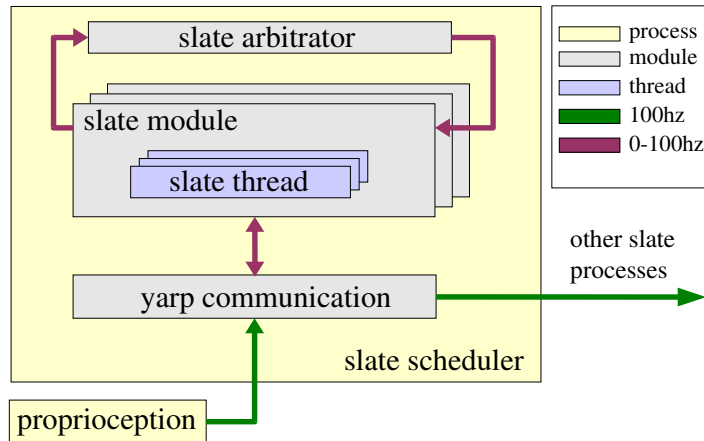 slate arbitrator
slate module
slate thread
yarp communication
slate scheduler
proprioception
process
module
thread
100hz
0-100hz
other slate
processes